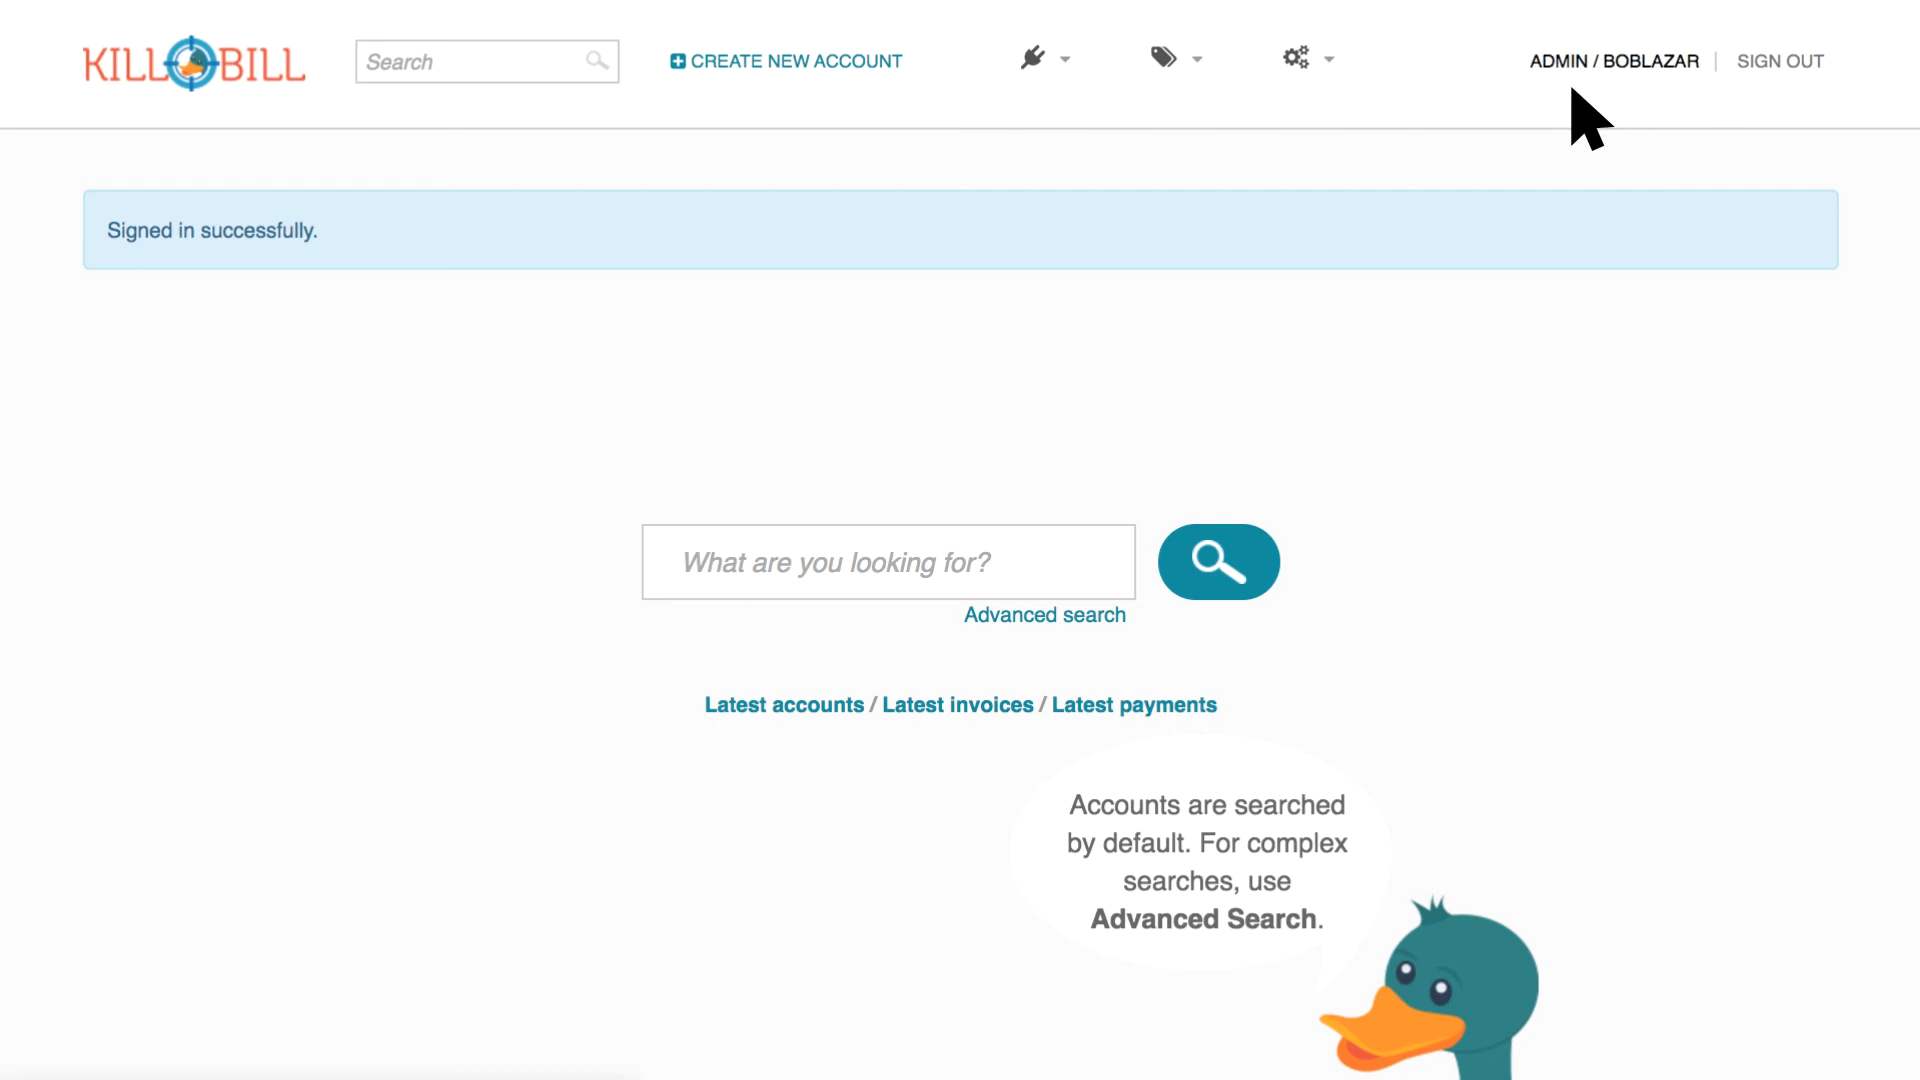 KILL BILL
Search
CREATE NEW ACCOUNT
ADMIN / BOBLAZAR | SIGN OUT
Signed in successfully.
What are you looking for?
Advanced search
Latest accounts / Latest invoices / Latest payments
Accounts are searched
by default. For complex
searches, use
Advanced Search.